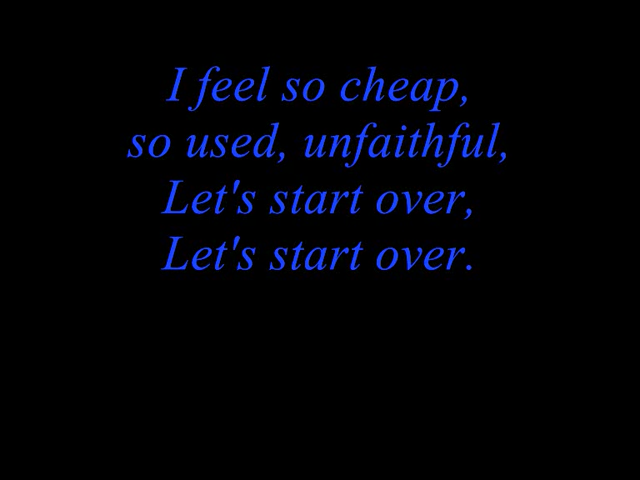 I feel so cheap,
so used, unfaithful,
Let's start over,
Let's start over.